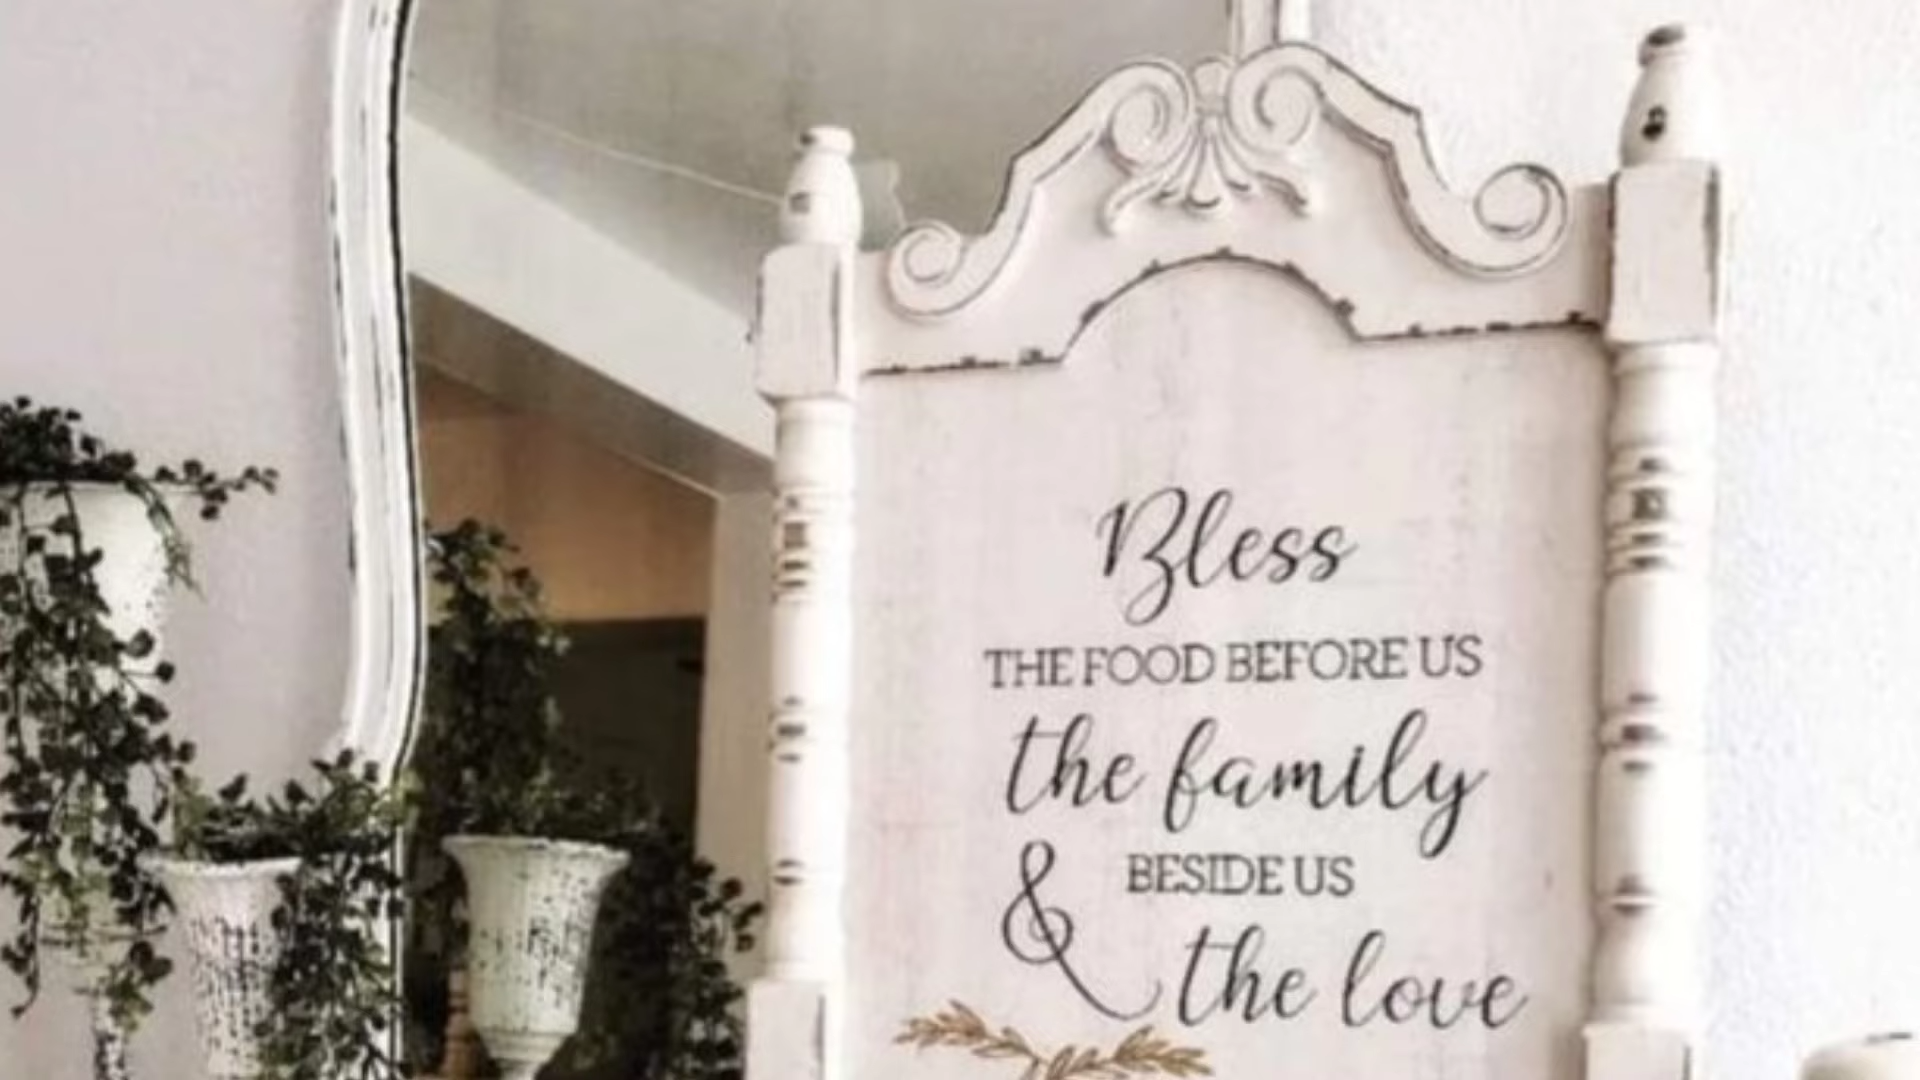 Bless
THE FOOD BEFORE US
the family
& BESIDE US
the love